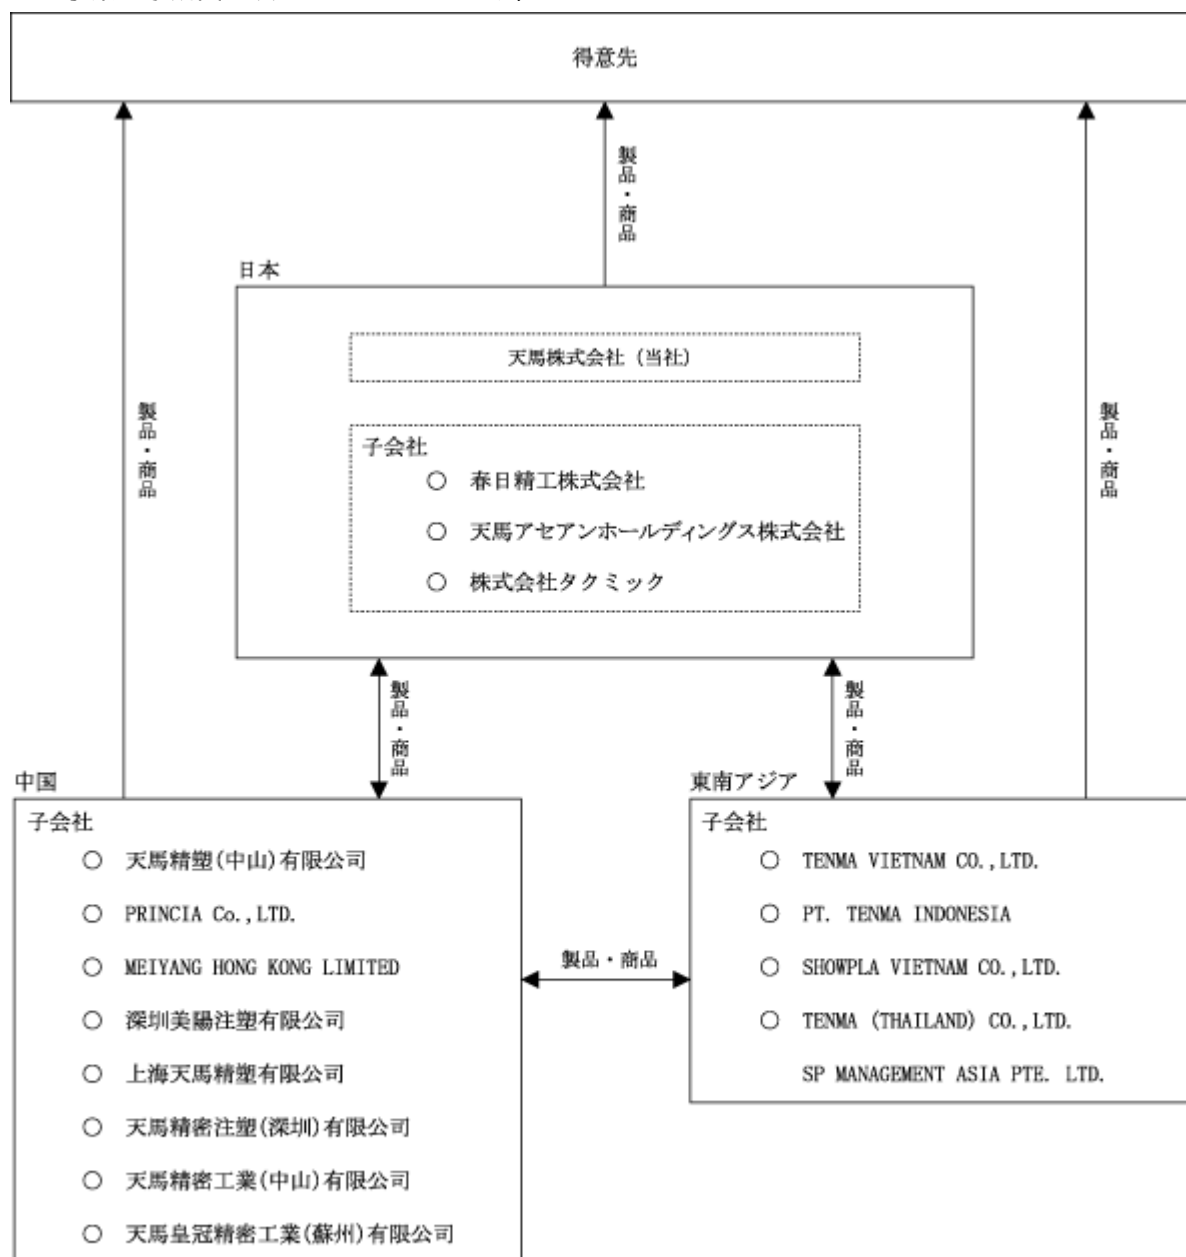 得意先
製品・商品
日本
天馬株式会社（当社）
製品・商品
製品・商品
子会社
○ 春日精工株式会社
○ 天馬アセアンホールディングス株式会社
○ 株式会社タクミック
製品・商品
製品・商品
中国
子会社
○ 天馬精塑(中山)有限公司
○ PRINCIA Co.,LTD.
○ MEIYANG HONG KONG LIMITED
○ 深圳美陽注塑有限公司
○ 上海天馬精塑有限公司
○ 天馬精密注塑(深圳)有限公司
○ 天馬精密工業(中山)有限公司
○ 天馬皇冠精密工業(蘇州)有限公司
製品・商品
東南アジア
子会社
○ TENMA VIETNAM CO.,LTD.
○ PT. TENMA INDONESIA
○ SHOWPLA VIETNAM CO.,LTD.
○ TENMA (THAILAND) CO.,LTD.
SP MANAGEMENT ASIA PTE. LTD.